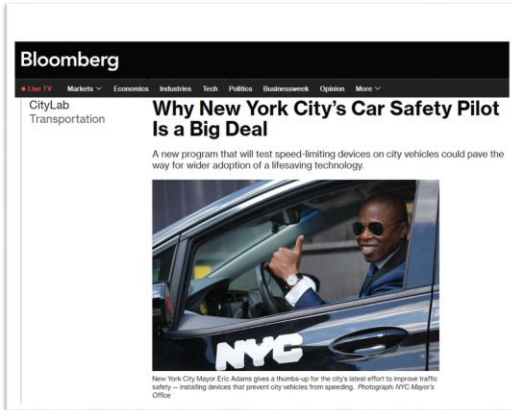 Bloomberg
Live TV Markets Economics Industries Tech Politics Businessweek Opinion More
CityLab
Transportation
Why New York City's Car Safety Pilot
Is a Big Deal
A new program that will test speed-limiting devices on city vehicles could pave the
way for wider adoption of a lifesaving technology.
NYC
New York City Mayor Eric Adams gives a thumbs-up for the city's latest effort to improve traffic
safety — installing devices that prevent city vehicles from speeding. Photograph: NYC Mayor's
Office